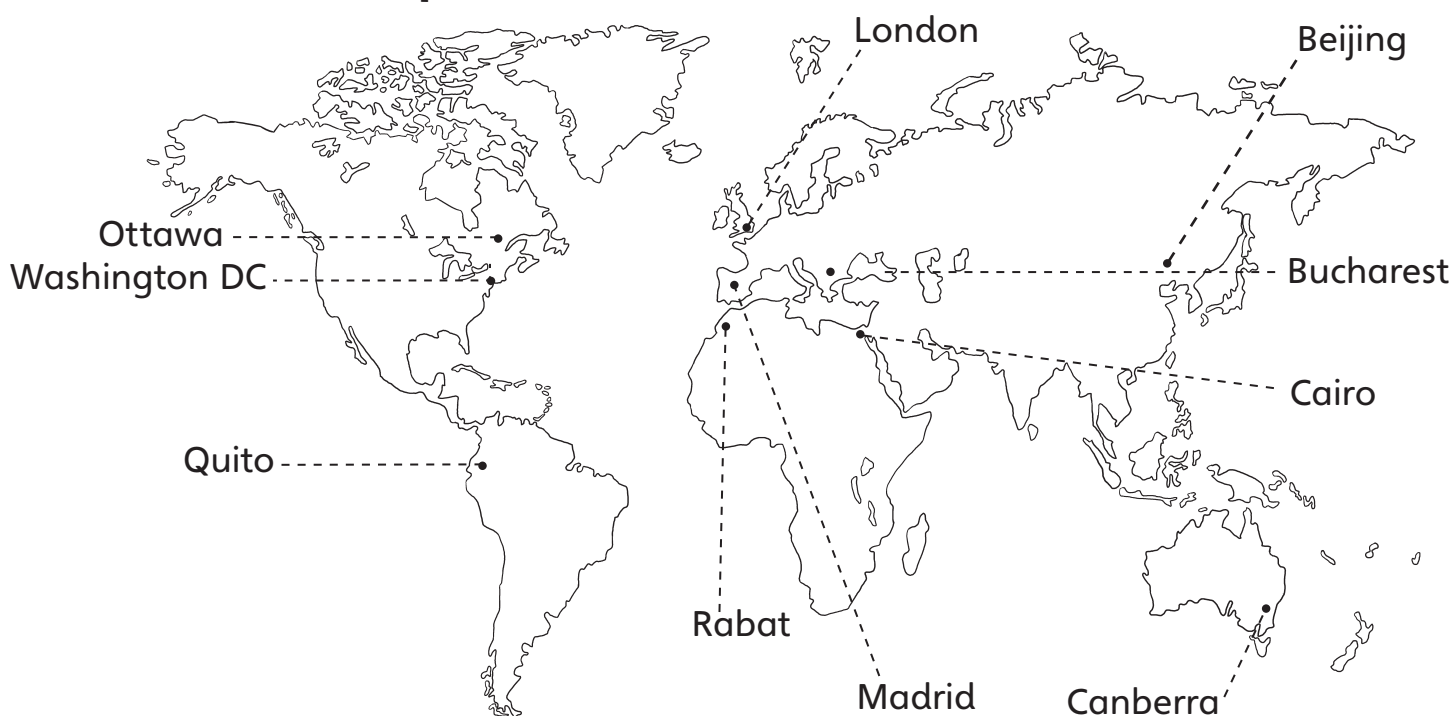 London
Beijing
Ottawa
Washington DC
Bucharest
Cairo
Quito
Rabat
Madrid
Canberra